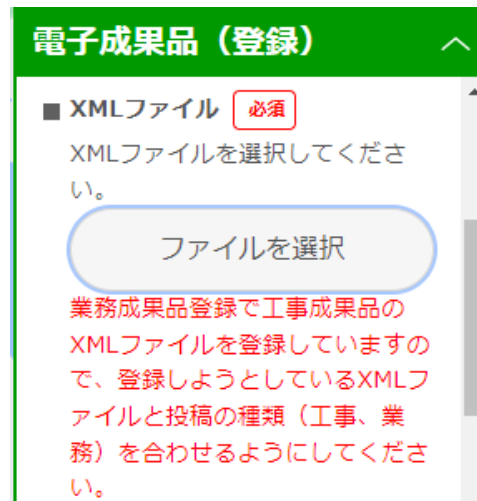 電子成果品（登録）
■ XMLファイル 必須
XMLファイルを選択してくださ
い。
ファイルを選択
業務成果品登録で工事成果品の
XMLファイルを登録していますの
で、登録しようとしているXMLフ
ァイルと投稿の種類（工事、業
務）を合わせるようにしてくださ
い。